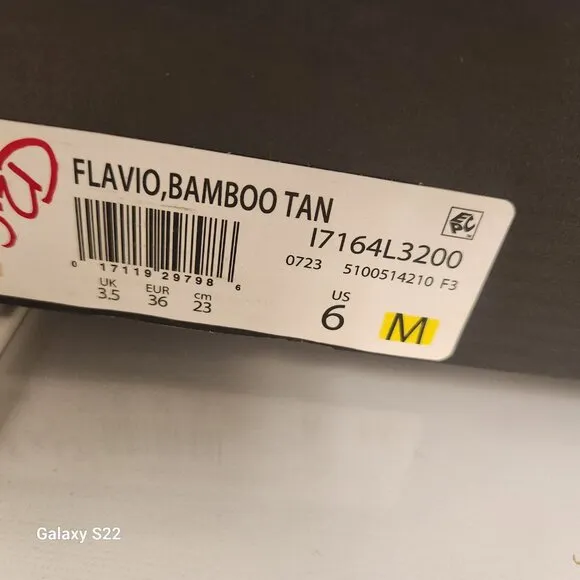 FLAVIO,BAMBOO TAN
I7164L3200
0 17119 29798 6
0723 5100514210 F3
UK EUR cm US
3.5 36 23 6 M
Galaxy S22